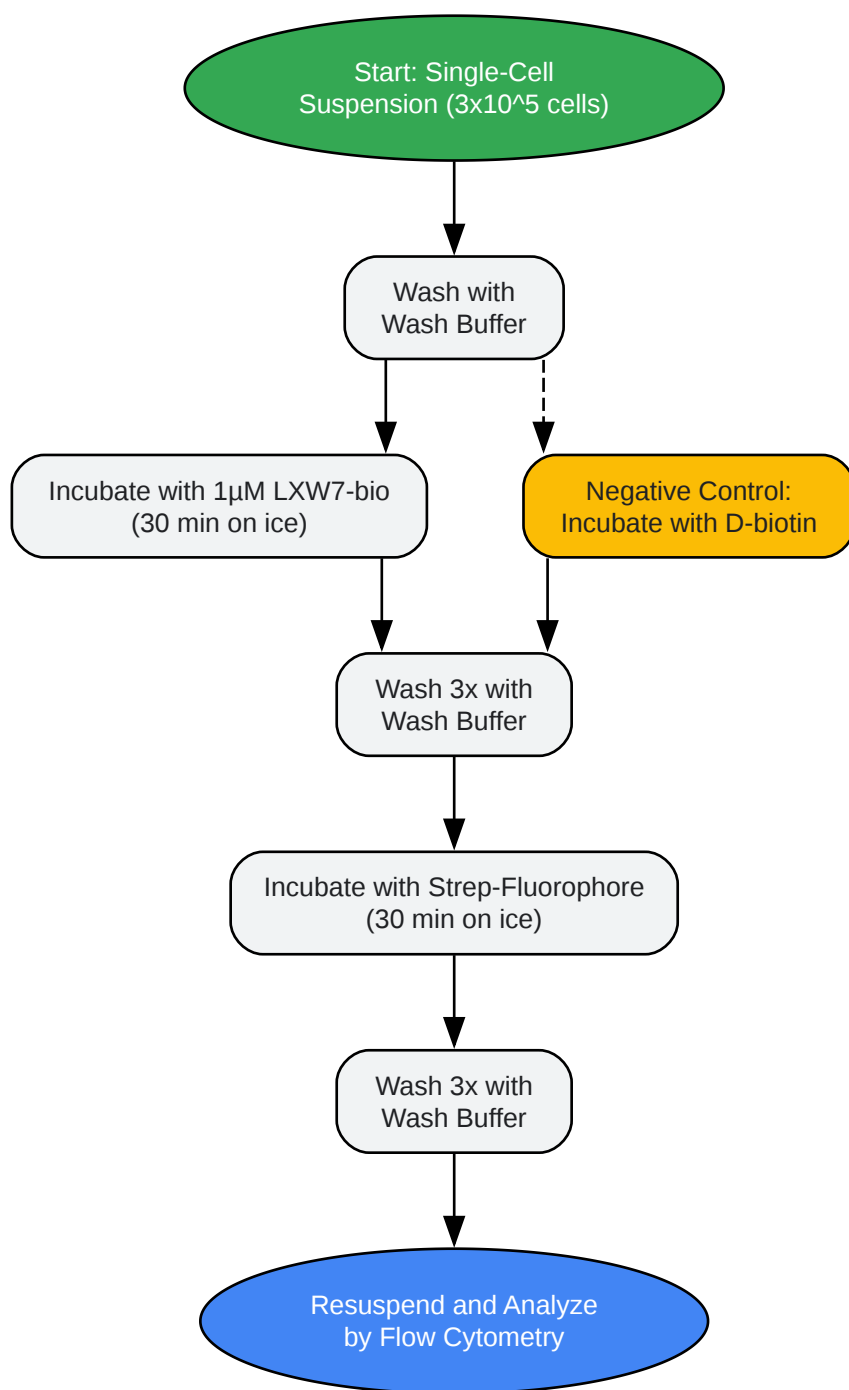 Start: Single-Cell
Suspension (3x10^5 cells)
Wash with
Wash Buffer
Incubate with 1µM LXW7-bio
(30 min on ice)
Negative Control:
Incubate with D-biotin
Wash 3x with
Wash Buffer
Incubate with Strep-Fluorophore
(30 min on ice)
Wash 3x with
Wash Buffer
Resuspend and Analyze
by Flow Cytometry